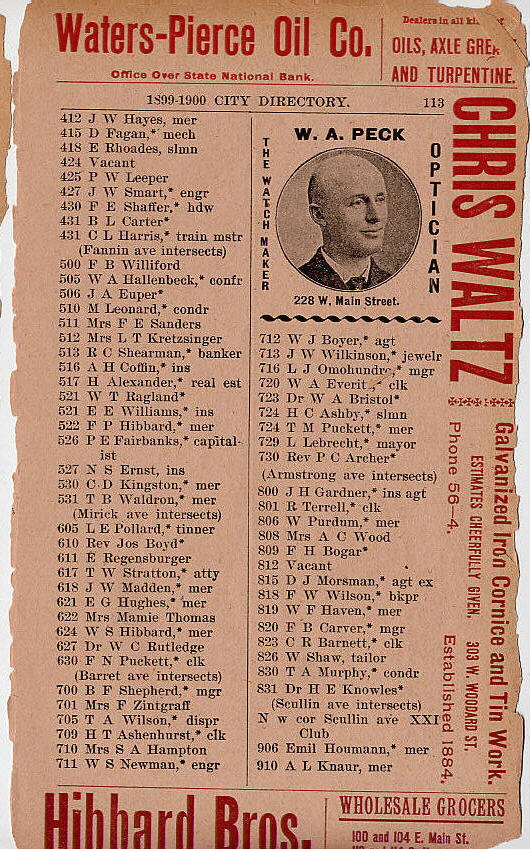 Waters-Pierce Oil Co.
Office Over State National Bank.
Dealers in all
OILS, AXLE
AND TURPENTINE.
1899-1900 CITY DIRECTORY. 113
412 J W Hayes, mer
415 D Fagan,* mech
418 E Rhoades, slmn
424 Vacant
425 P W Leeper
427 J W Smart,* engr
430 F E Shaffer,* hdw
431 B L Carter*
431 C L Harris,* train mstr
(Fannin ave intersects)
500 F B Williford
505 W A Hallenbeck,* confr
506 J A Euper*
510 M Leonard,* condr
511 Mrs F E Sanders
512 Mrs L T Kretzsinger
513 R C Shearman,* banker
516 A H Coffin,* ins
517 H Alexander,* real est
521 W T Ragland*
521 E E Williams,* ins
522 F P Hibbard,* mer
526 P E Fairbanks,* capital-
ist
527 N S Ernst, ins
530 C D Kingston,* mer
531 T B Waldron,* mer
(Mirick ave intersects)
605 L E Pollard,* tinner
610 Rev Jos Boyd*
611 E Regensburger
617 T W Stratton,* atty
618 J W Madden,* mer
621 E G Hughes,* mer
622 Mrs Mamie Thomas
624 W S Hibbard,* mer
627 Dr W C Rutledge
630 F N Puckett,* clk
(Barret ave intersects)
700 B F Shepherd,* mgr
701 Mrs F Zintgraff
705 T A Wilson,* dispr
709 H T Ashenhurst,* clk
710 Mrs S A Hampton
711 W S Newman,* engr
W. A. PECK
THE WATCH MAKER
OPTICIAN
228 W. Main Street.
712 W J Boyer,* agt
713 J W Wilkinson,* jewelr
716 L J Omohundro,* mgr
720 W A Everit,* clk
723 Dr W A Bristol*
724 H C Ashby,* slmn
724 T M Puckett,* mer
729 L Lebrecht,* mayor
730 Rev P C Archer*
(Armstrong ave intersects)
800 J H Gardner,* ins agt
801 R Terrell,* clk
806 W Purdum,* mer
808 Mrs A C Wood
809 F H Bogar*
812 Vacant
815 D J Morsman,* agt ex
818 F W Wilson,* bkpr
819 W F Haven,* mer
820 F B Carver,* mgr
823 C R Barnett,* clk
826 W Shaw, tailor
830 T A Murphy,* condr
831 Dr H E Knowles*
(Scullin ave intersects)
N w cor Scullin ave XXI
Club
906 Emil Houmann,* mer
910 A L Knaur, mer
CHRIS WALTZ
Galvanized Iron Cornice and Tin Work.
ESTIMATES CHEERFULLY GIVEN. 303 W. WOODARD ST.
Phone 56-4. Established 1884.
Hibbard Bros.
WHOLESALE GROCERS
100 and 104 E. Main St.